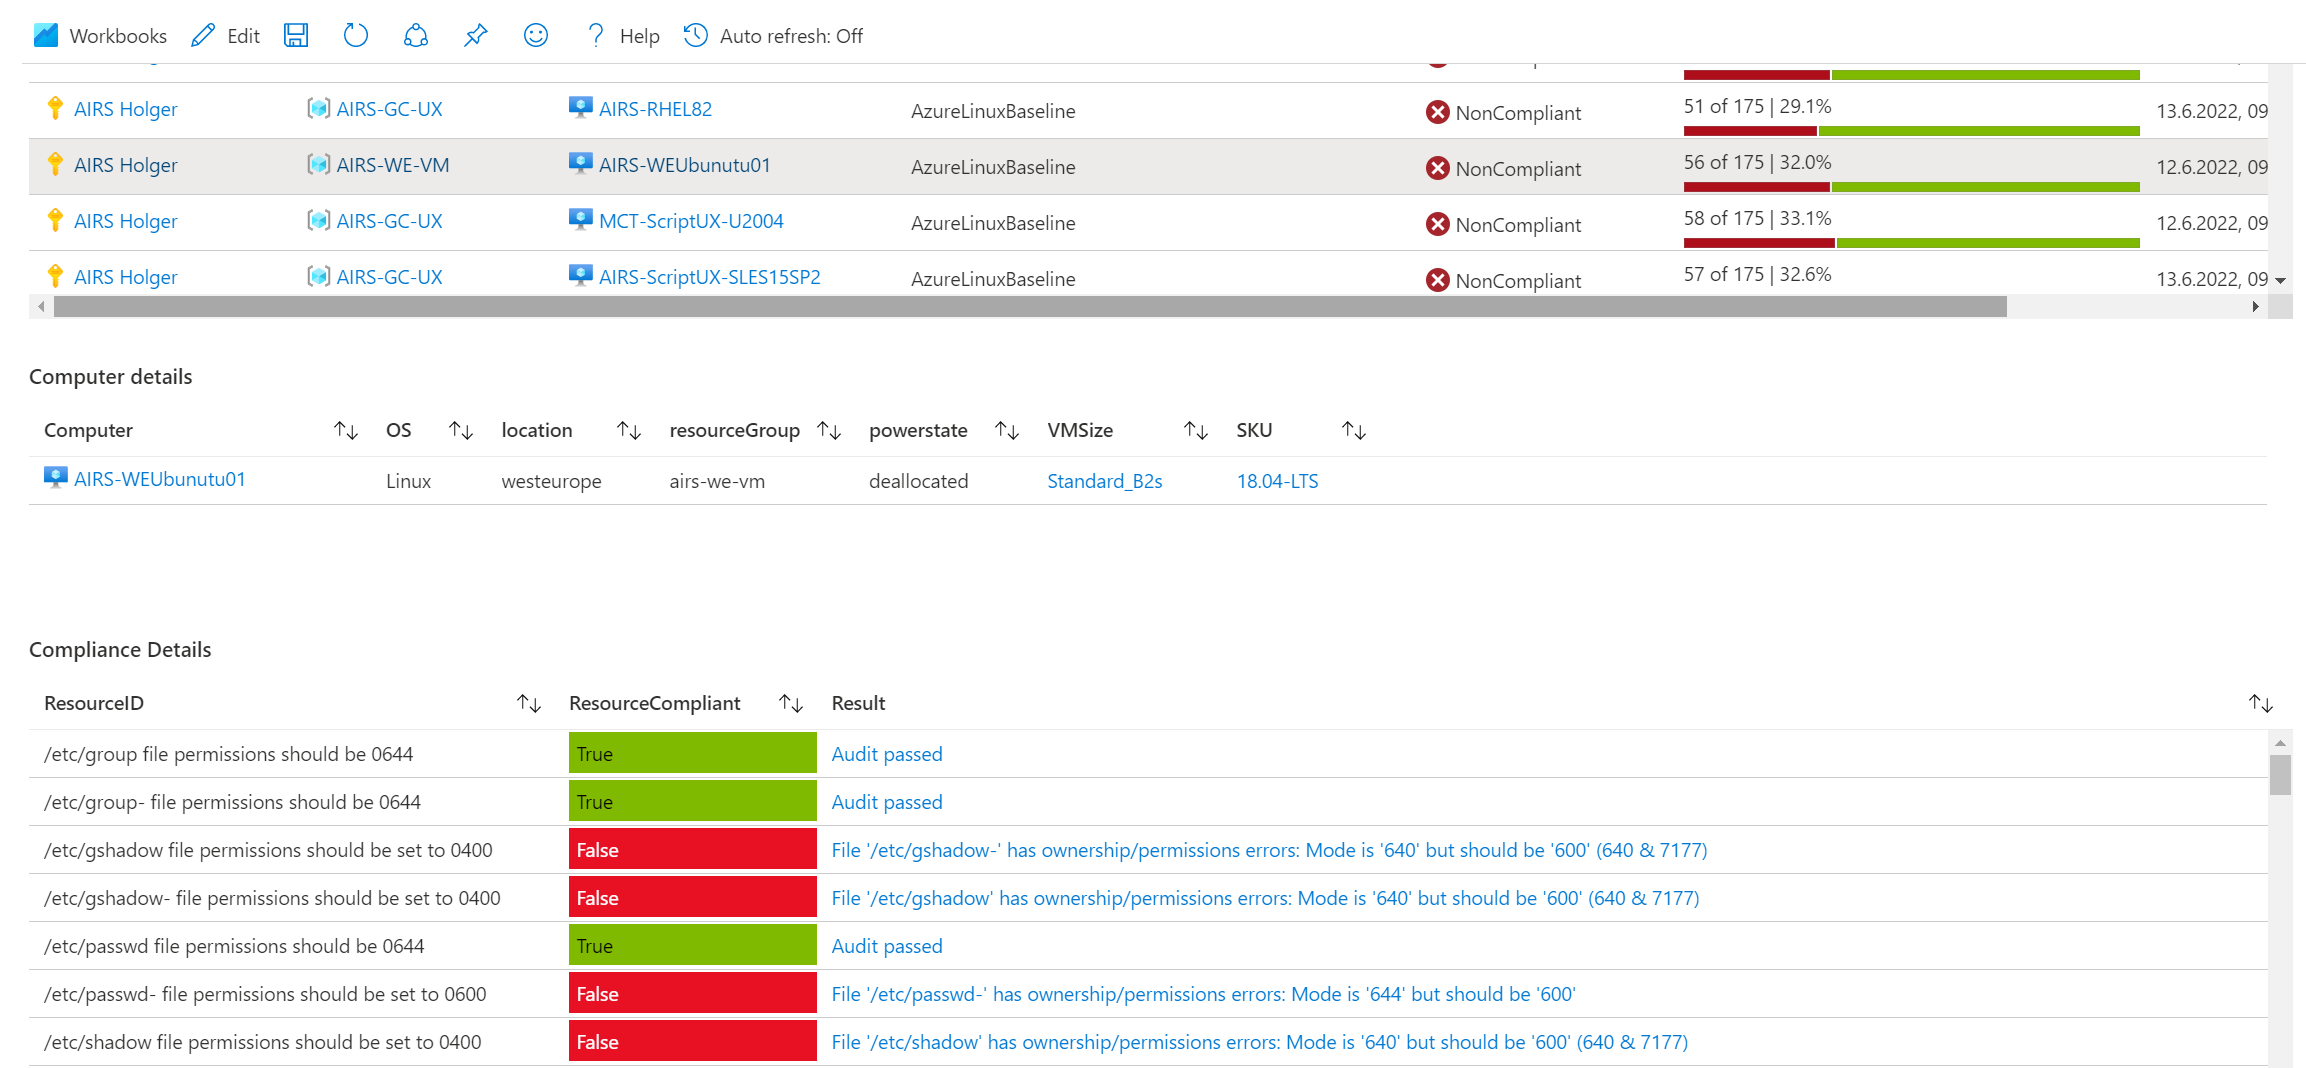 Workbooks Edit Help Auto refresh: Off
AIRS Holger AIRS-GC-UX AIRS-RHEL82 AzureLinuxBaseline NonCompliant 51 of 175 | 29.1% 13.6.2022, 09
AIRS Holger AIRS-WE-VM AIRS-WEUbunutu01 AzureLinuxBaseline NonCompliant 56 of 175 | 32.0% 12.6.2022, 09
AIRS Holger AIRS-GC-UX MCT-ScriptUX-U2004 AzureLinuxBaseline NonCompliant 58 of 175 | 33.1% 12.6.2022, 09
AIRS Holger AIRS-GC-UX AIRS-ScriptUX-SLES15SP2 AzureLinuxBaseline NonCompliant 57 of 175 | 32.6% 13.6.2022, 09
Computer details
Computer OS location resourceGroup powerstate VMSize SKU
AIRS-WEUbunutu01 Linux westeurope airs-we-vm deallocated Standard_B2s 18.04-LTS
Compliance Details
ResourceID ResourceCompliant Result
/etc/group file permissions should be 0644 True Audit passed
/etc/group- file permissions should be 0644 True Audit passed
/etc/gshadow file permissions should be set to 0400 False File '/etc/gshadow-' has ownership/permissions errors: Mode is '640' but should be '600' (640 & 7177)
/etc/gshadow- file permissions should be set to 0400 False File '/etc/gshadow' has ownership/permissions errors: Mode is '640' but should be '600' (640 & 7177)
/etc/passwd file permissions should be 0644 True Audit passed
/etc/passwd- file permissions should be set to 0600 False File '/etc/passwd-' has ownership/permissions errors: Mode is '644' but should be '600'
/etc/shadow file permissions should be set to 0400 False File '/etc/shadow' has ownership/permissions errors: Mode is '640' but should be '600' (640 & 7177)